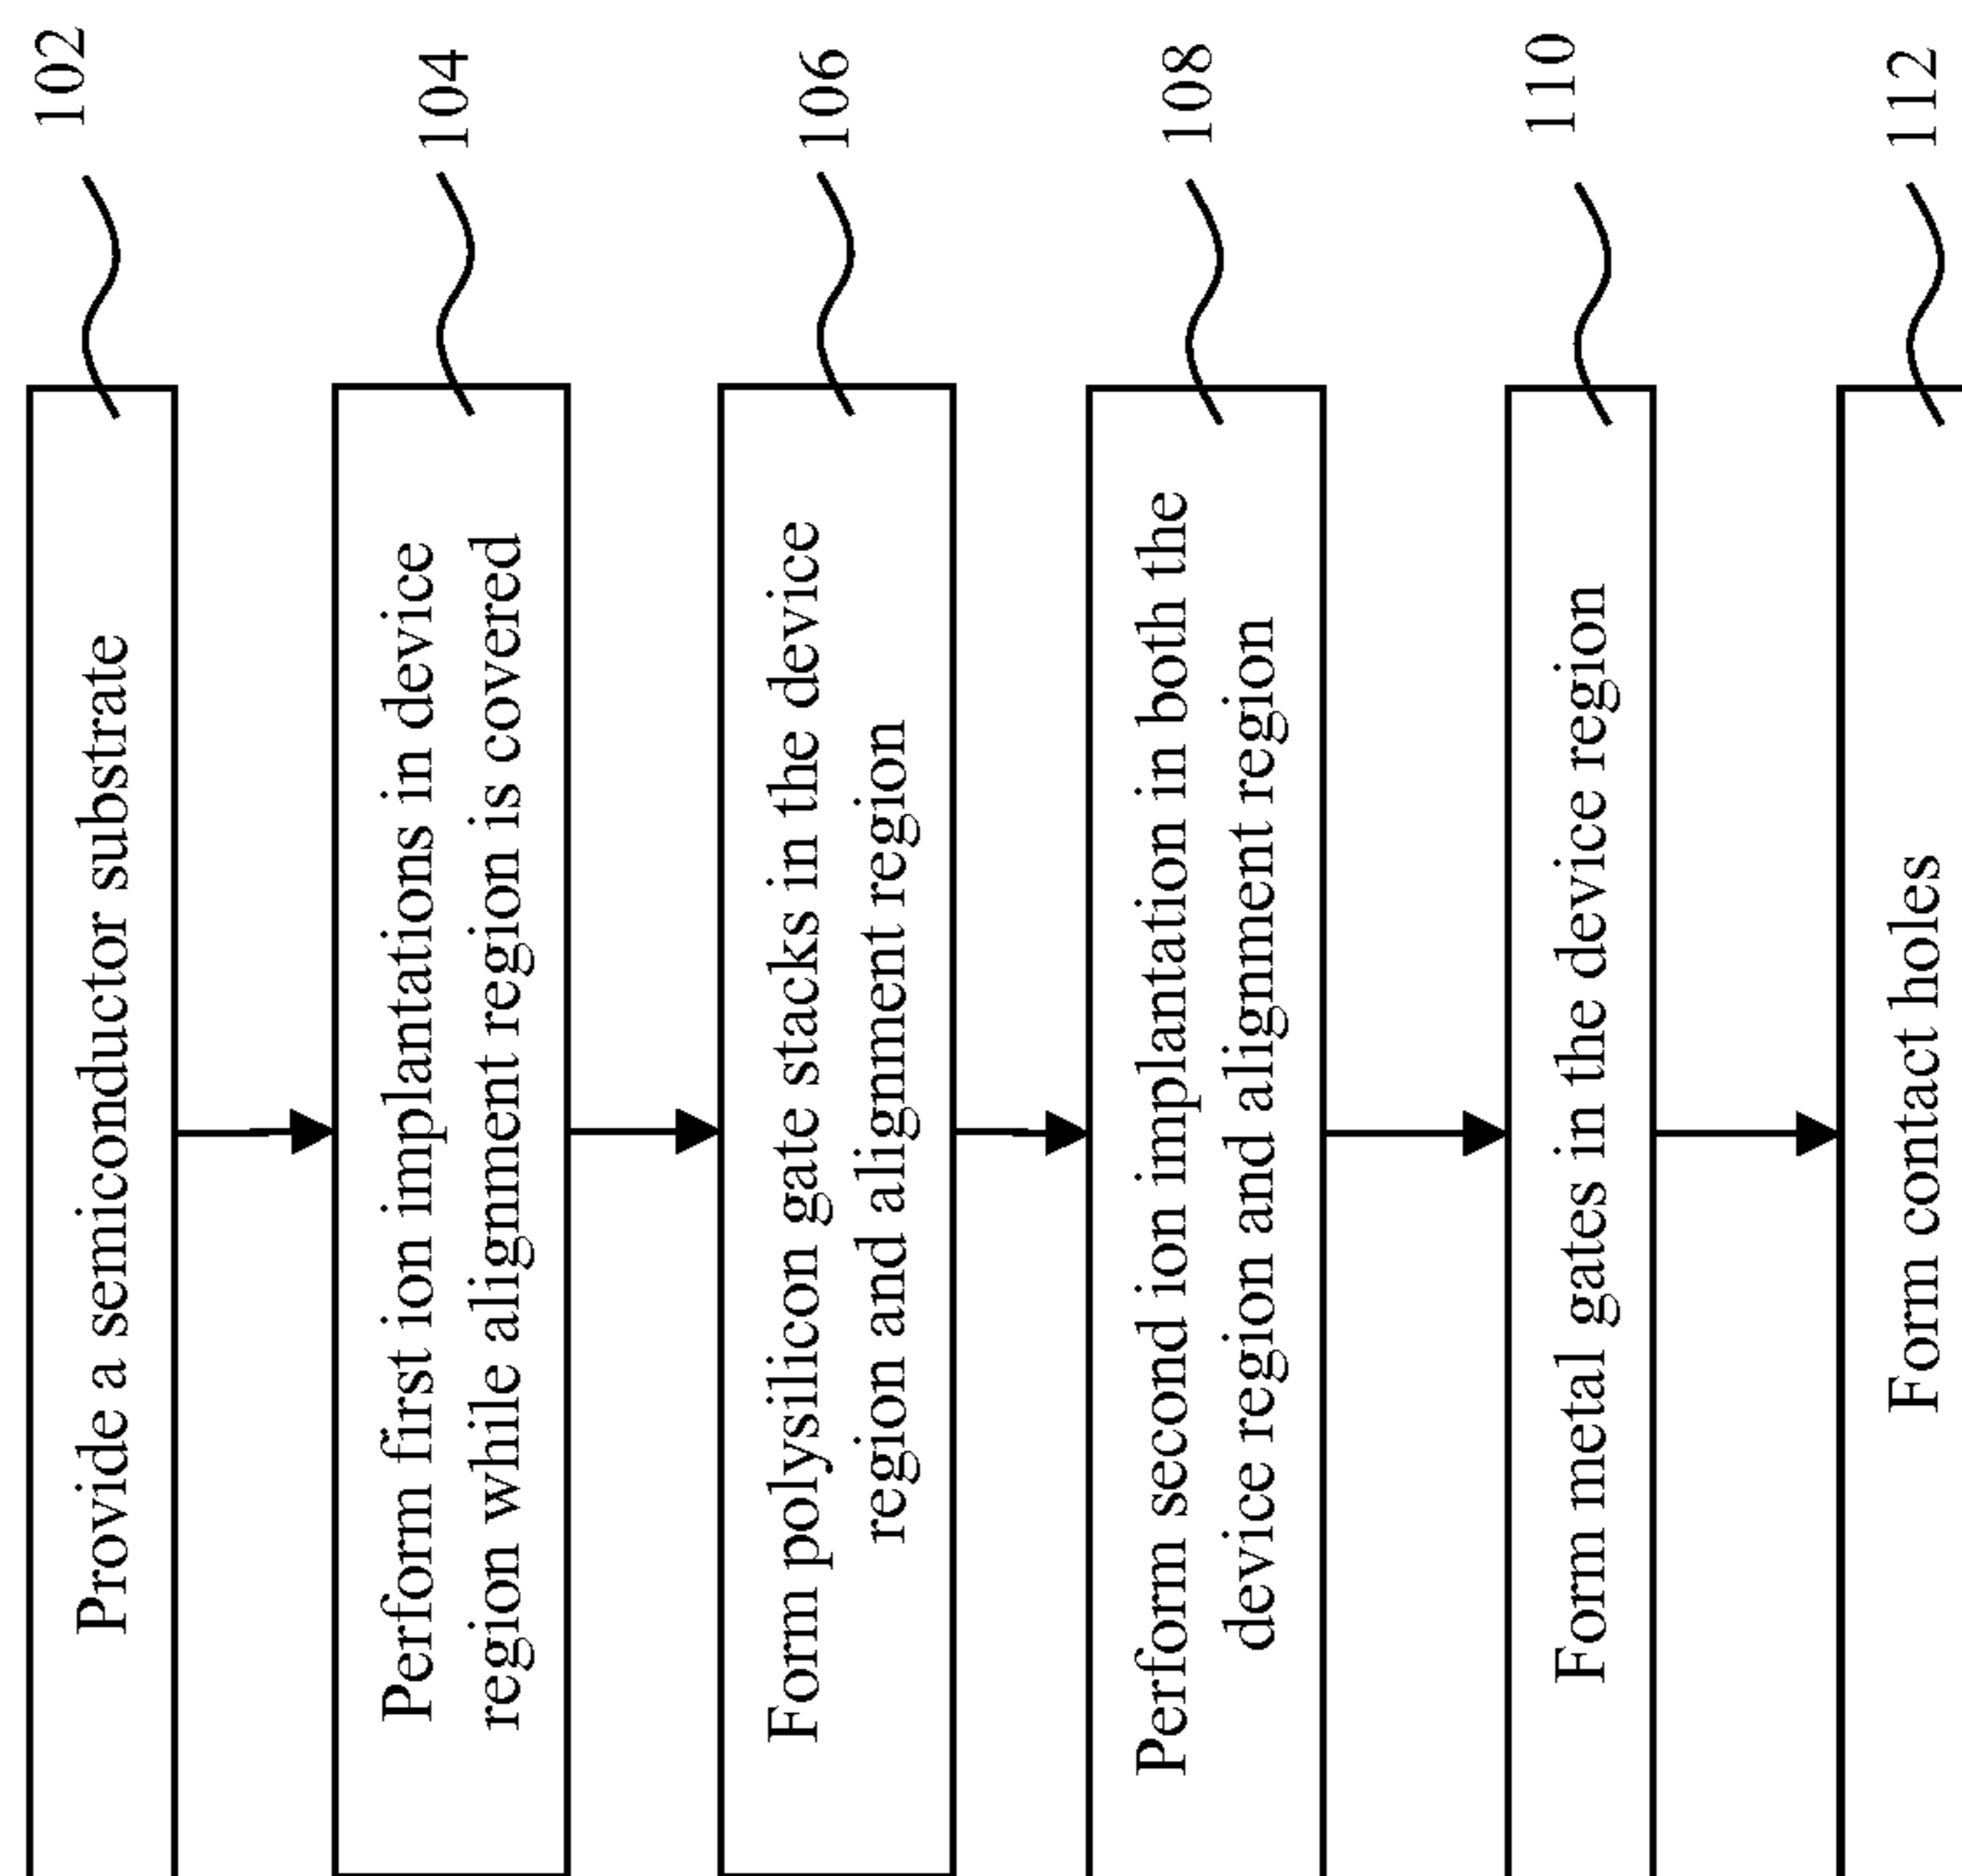 Provide a semiconductor substrate
102
Perform first ion implantations in device
region while alignment region is covered
104
Form polysilicon gate stacks in the device
region and alignment region
106
Perform second ion implantation in both the
device region and alignment region
108
Form metal gates in the device region
110
Form contact holes
112